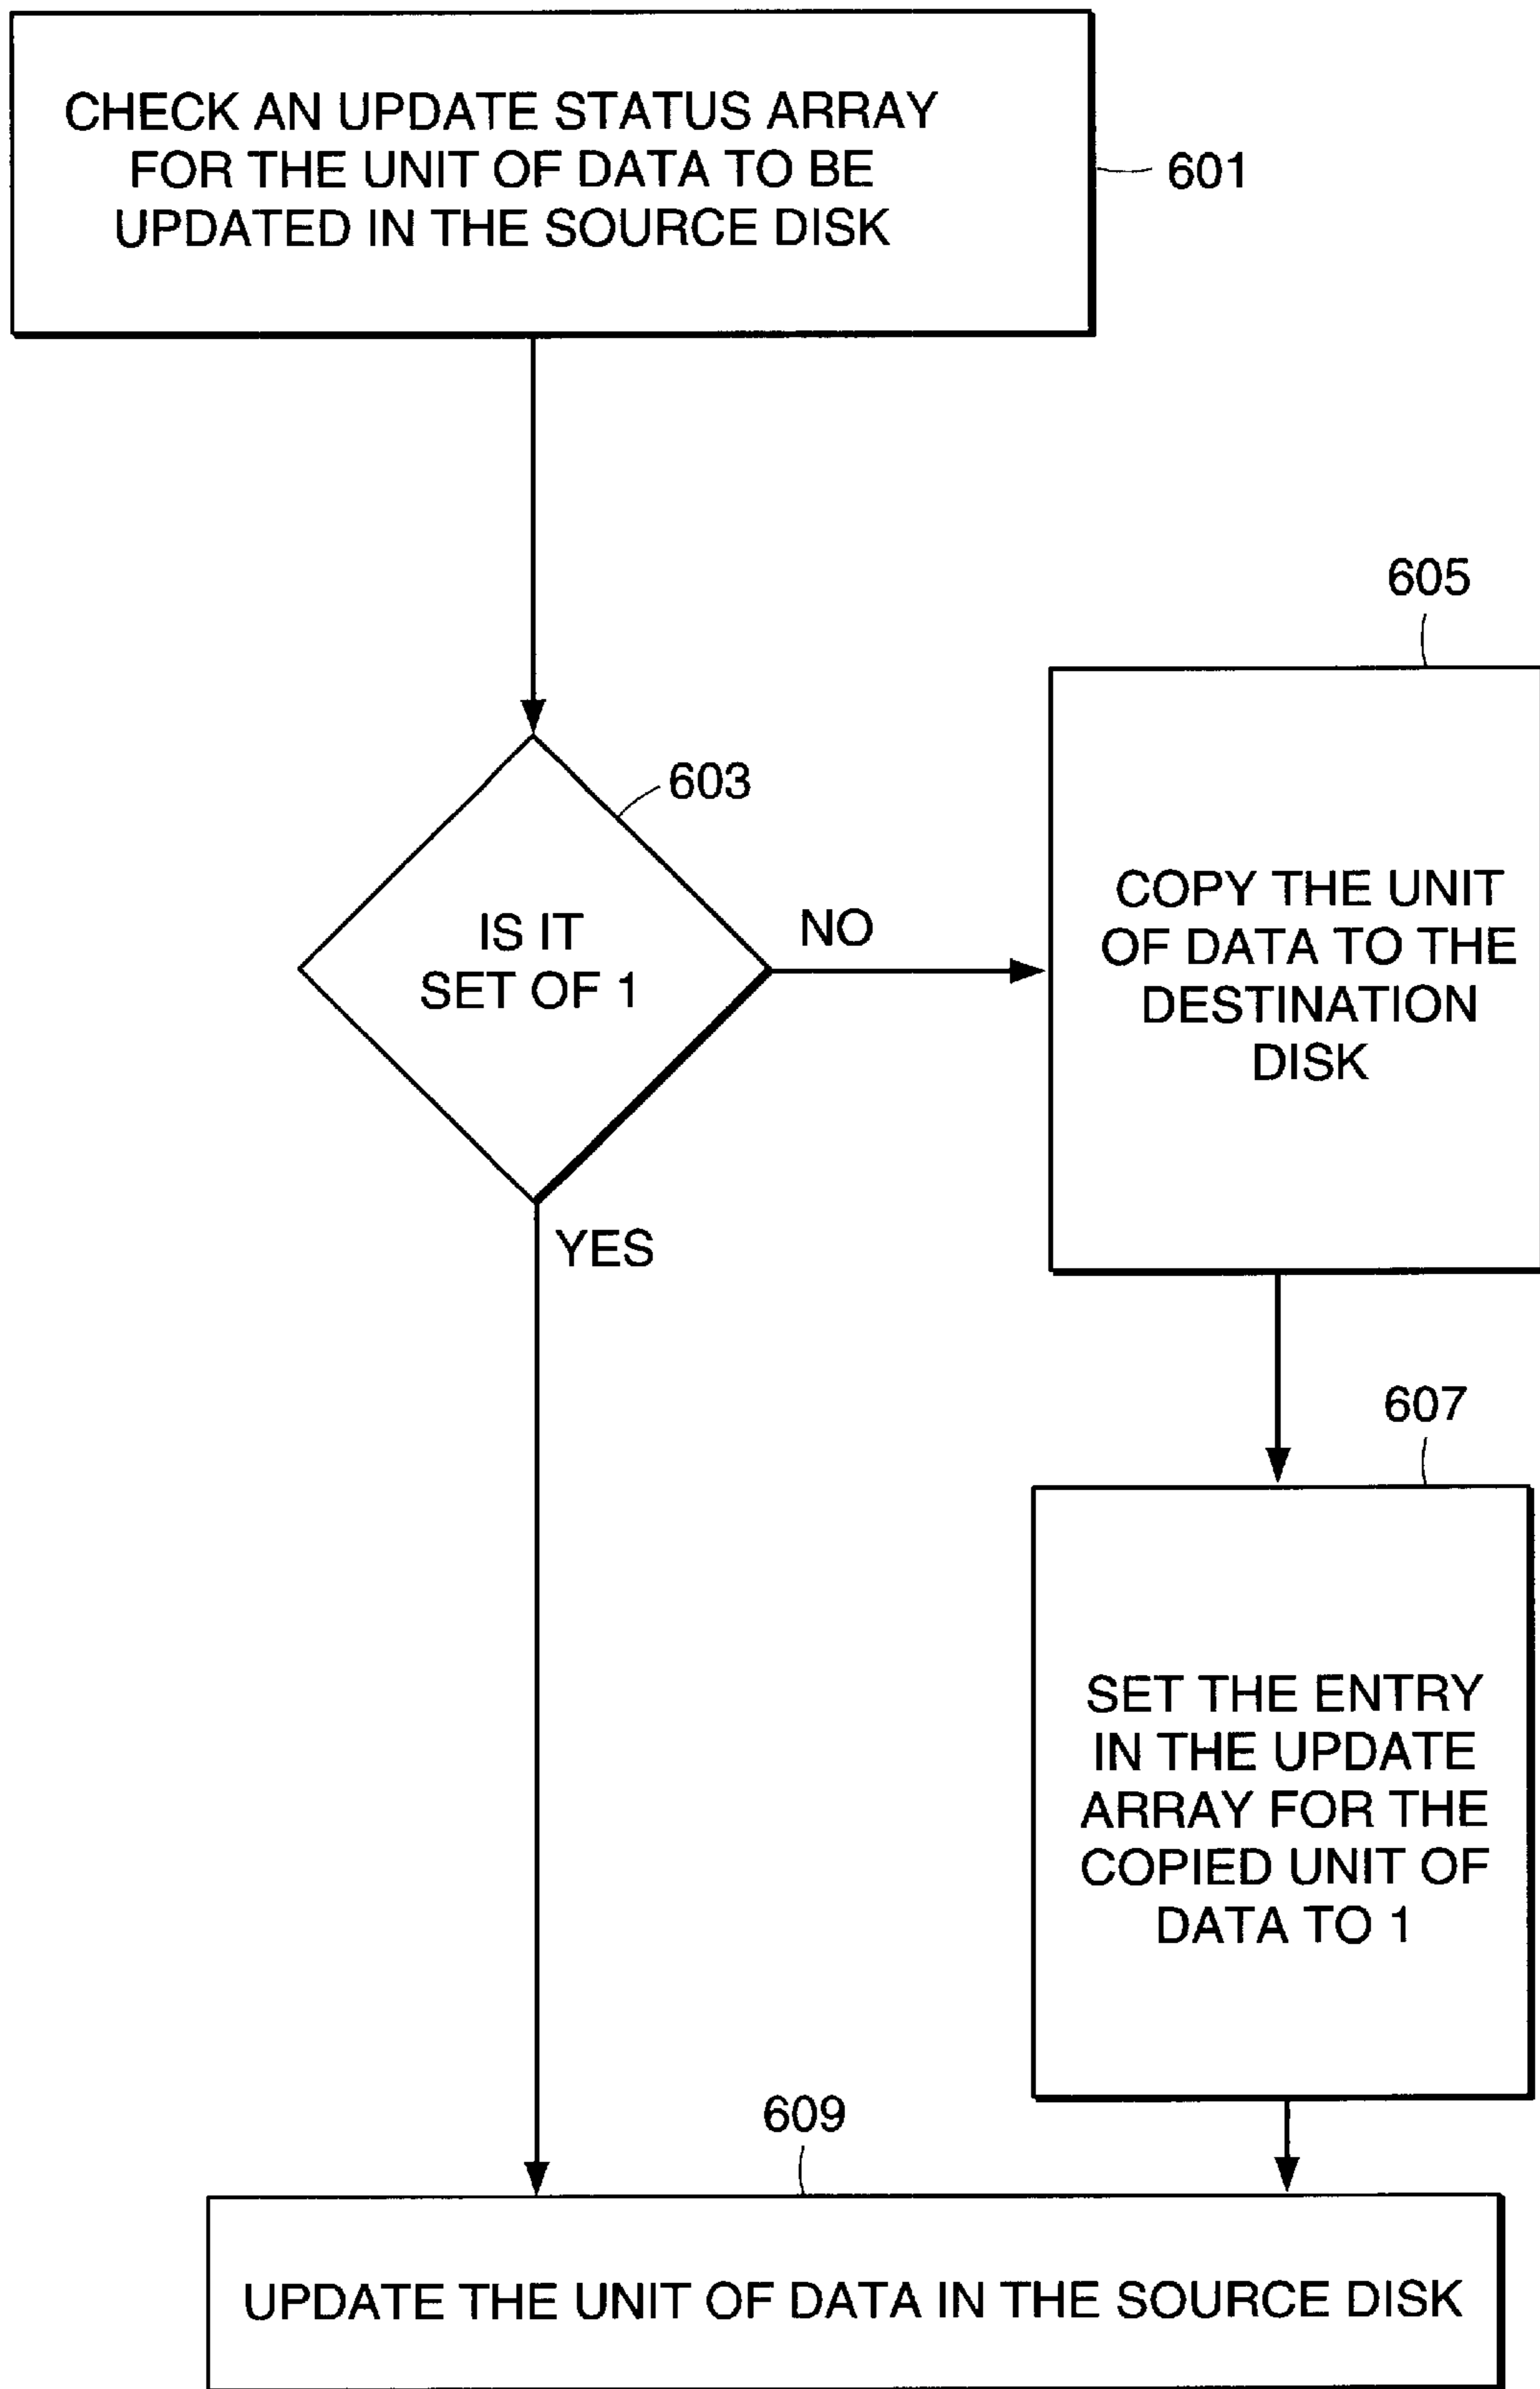 CHECK AN UPDATE STATUS ARRAY
FOR THE UNIT OF DATA TO BE
UPDATED IN THE SOURCE DISK
601
605
603
IS IT
SET OF 1
NO
COPY THE UNIT
OF DATA TO THE
DESTINATION
DISK
YES
607
SET THE ENTRY
IN THE UPDATE
ARRAY FOR THE
COPIED UNIT OF
DATA TO 1
609
UPDATE THE UNIT OF DATA IN THE SOURCE DISK